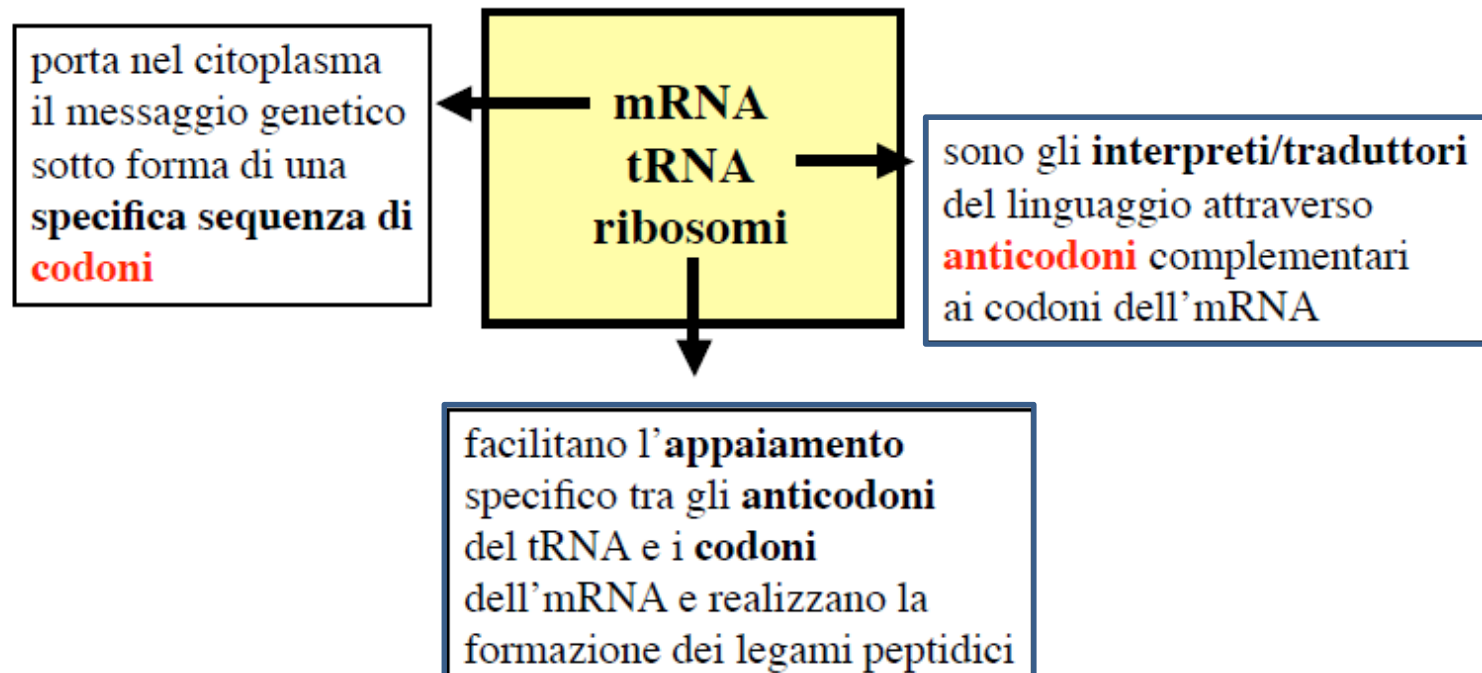 porta nel citoplasma
il messaggio genetico
sotto forma di una
specifica sequenza di
codoni
mRNA
tRNA
ribosomi
sono gli interpreti/traduttori
del linguaggio attraverso
anticodoni complementari
ai codoni dell’mRNA
facilitano l’appaiamento
specifico tra gli anticodoni
del tRNA e i codoni
dell’mRNA e realizzano la
formazione dei legami peptidici